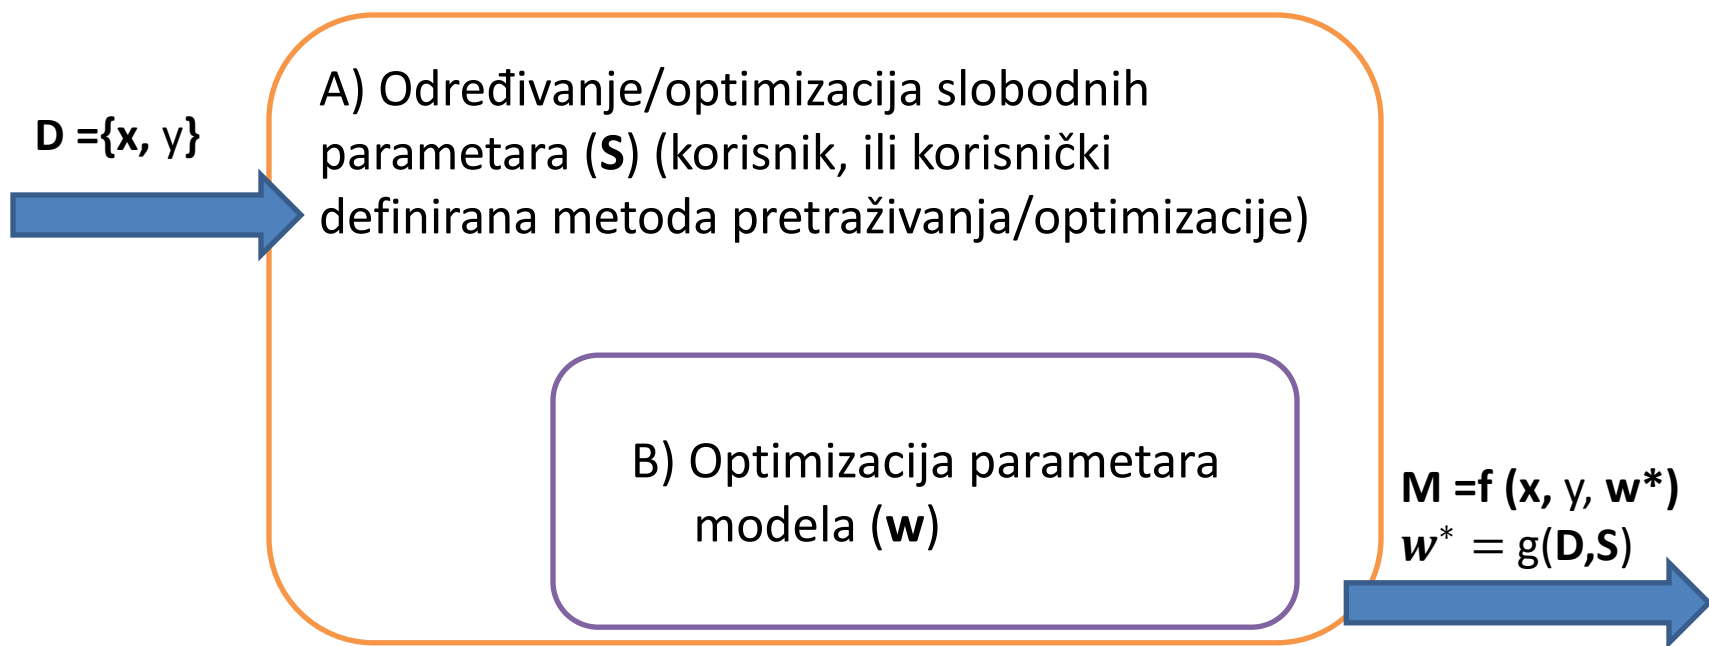 D ={x, y}
A) Određivanje/optimizacija slobodnih
parametara (S) (korisnik, ili korisnički
definirana metoda pretraživanja/optimizacije)
B) Optimizacija parametara
modela (w)
M =f (x, y, w*)
w* = g(D,S)